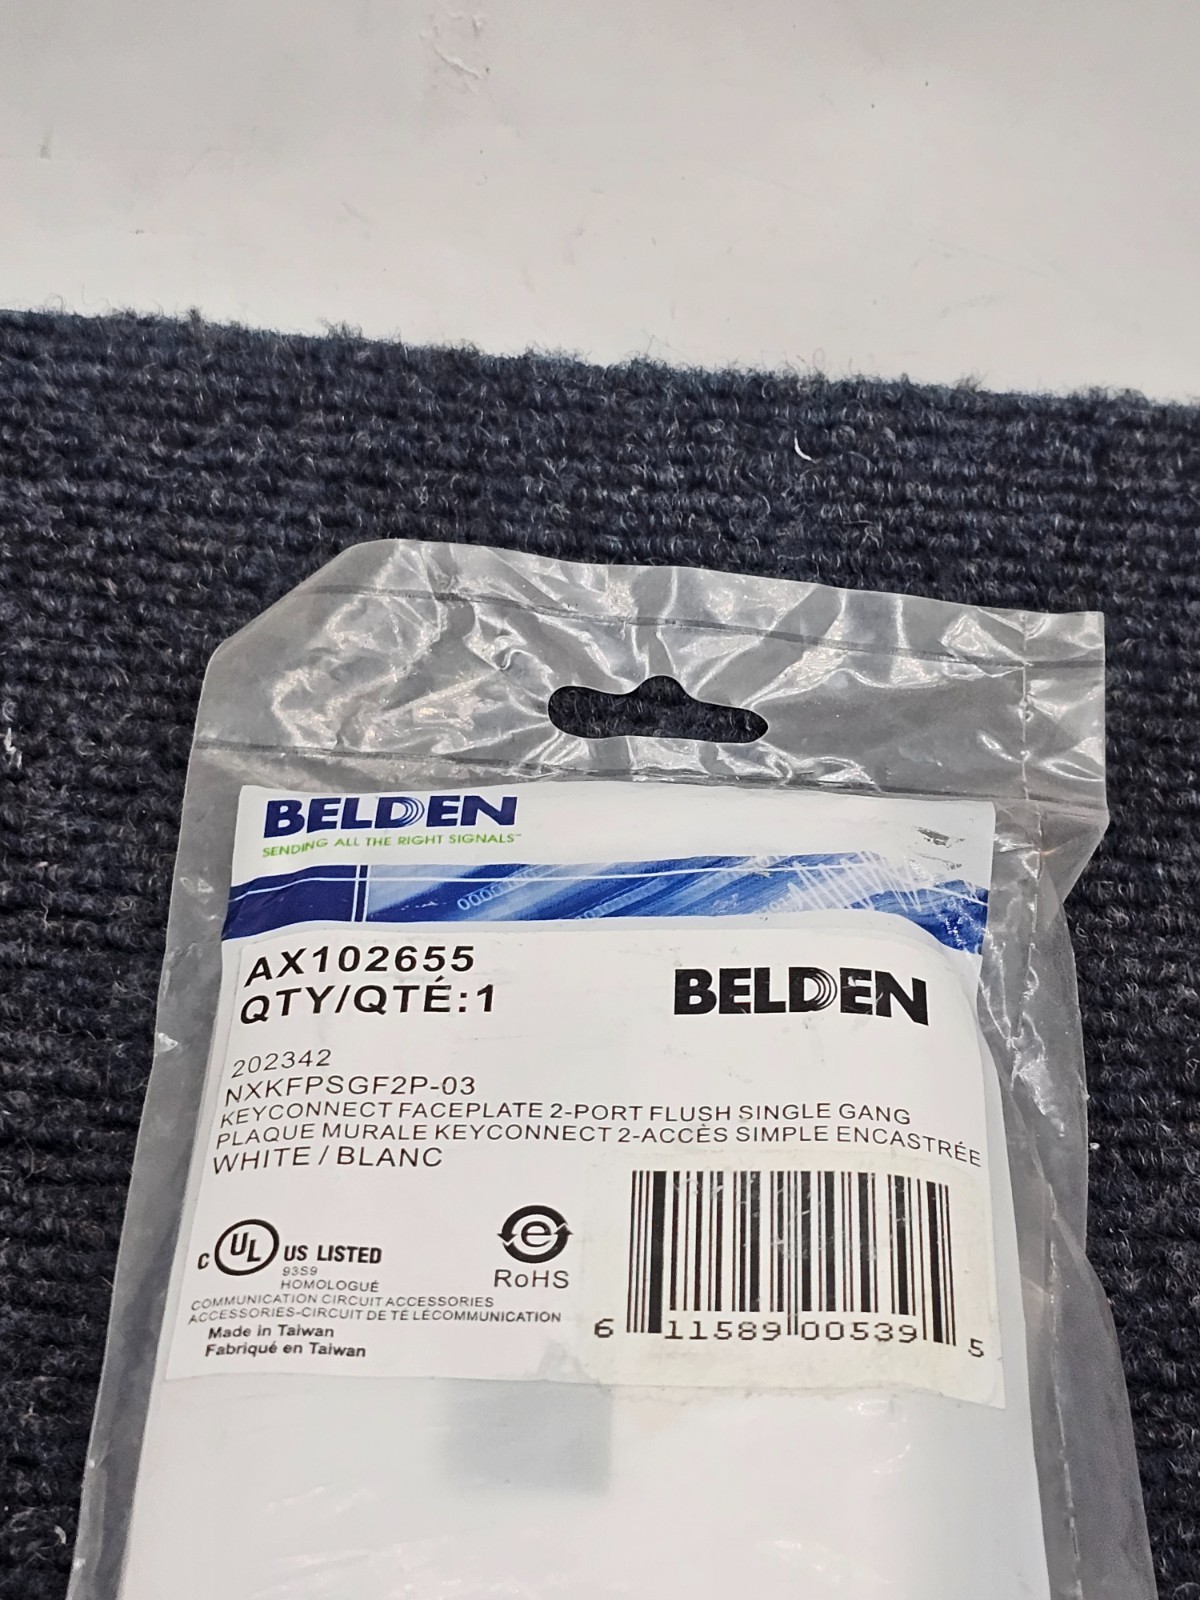 BELDEN
SENDING ALL THE RIGHT SIGNALS™
AX102655
QTY/QTÉ:1
BELDEN
202342
NXKFPSGF2P-03
KEYCONNECT FACEPLATE 2-PORT FLUSH SINGLE GANG
PLAQUE MURALE KEYCONNECT 2-ACCÈS SIMPLE ENCASTRÉE
WHITE / BLANC
C UL US LISTED
93S9
HOMOLOGUÉ
COMMUNICATION CIRCUIT ACCESSORIES
ACCESSORIES-CIRCUIT DE TÉ LÉCOMMUNICATION
Made in Taiwan
Fabriqué en Taiwan
e
RoHS
6 11589 00539 5